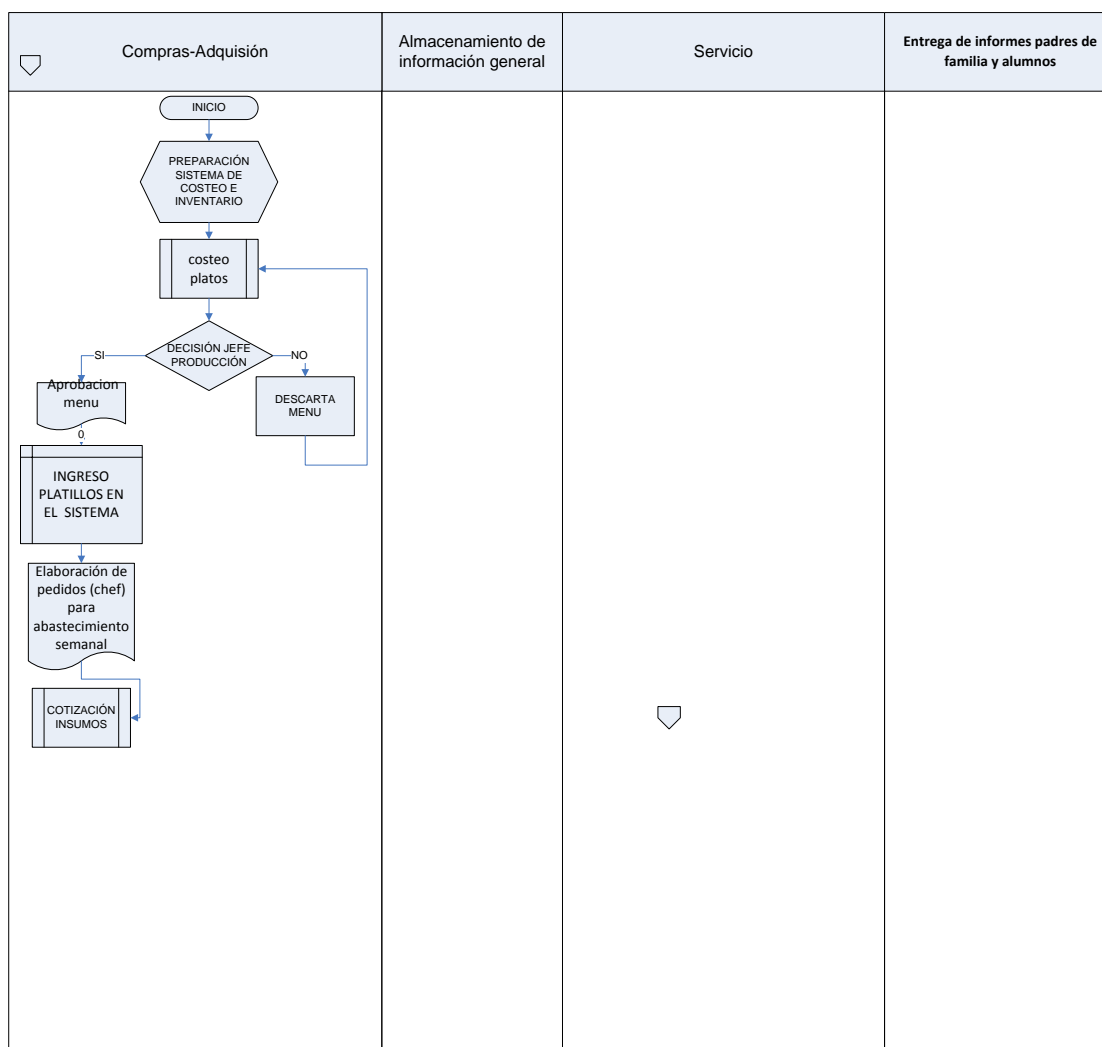 Compras-Adquisión
Almacenamiento de
información general
Servicio
Entrega de informes padres de
familia y alumnos
INICIO
PREPARACIÓN
SISTEMA DE
COSTEO E
INVENTARIO
costeo
platos
DECISIÓN JEFE
PRODUCCIÓN
SI
NO
Aprobacion
menu
DESCARTA
MENU
0
INGRESO
PLATILLOS EN
EL SISTEMA
Elaboración de
pedidos (chef)
para
abastecimiento
semanal
COTIZACIÓN
INSUMOS